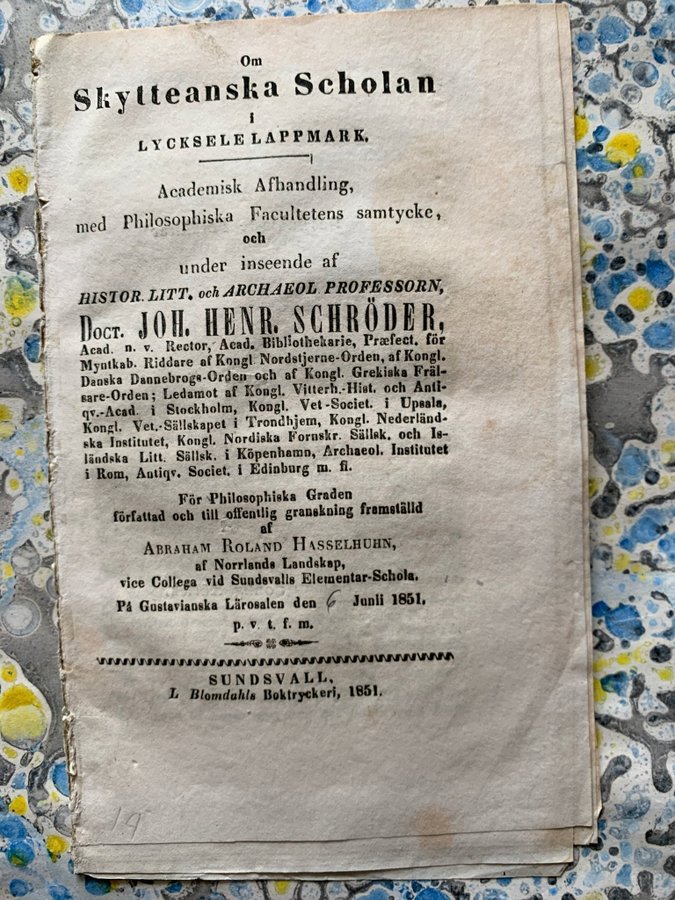 Om
Skytteanska Scholan
i
LYCKSELE LAPPMARK.
Academisk Afhandling,
med Philosophiska Facultetens samtycke,
och
under inseende af
HISTOR. LITT. och ARCHAEOL PROFESSORN,
DOCT. JOH. HENR. SCHRÖDER,
Acad. n. v. Rector, Acad. Bibliothekarie, Præfect. för
Myntkab. Riddare af Kongl Nordstjerne-Orden, af Kongl.
Danska Dannebrogs-Orden och af Kongl. Grekiska Fräl-
sare-Orden; Ledamot af Kongl. Vitterh.-Hist. och Anti-
qv.-Acad. i Stockholm, Kongl. Vet-Societ. i Upsala,
Kongl. Vet.-Sällskapet i Trondhjem, Kongl. Nederländ-
ska Institutet, Kongl. Nordiska Fornskr. Sällsk. och Is-
ländska Litt. Sällsk. i Köpenhamn, Archaeol. Institutet
i Rom, Antiqv. Societ. i Edinburg m. fl.
För Philosophiska Graden
författad och till offentlig granskning framställd
af
ABRAHAM ROLAND HASSELHUHN,
af Norrlands Landskap,
vice Collega vid Sundsvalls Elementar-Schola.
På Gustavianska Lärosalen den 6 Junii 1851.
p. v. t. f. m.
SUNDSVALL,
L Blomdahls Boktryckeri, 1851.
19